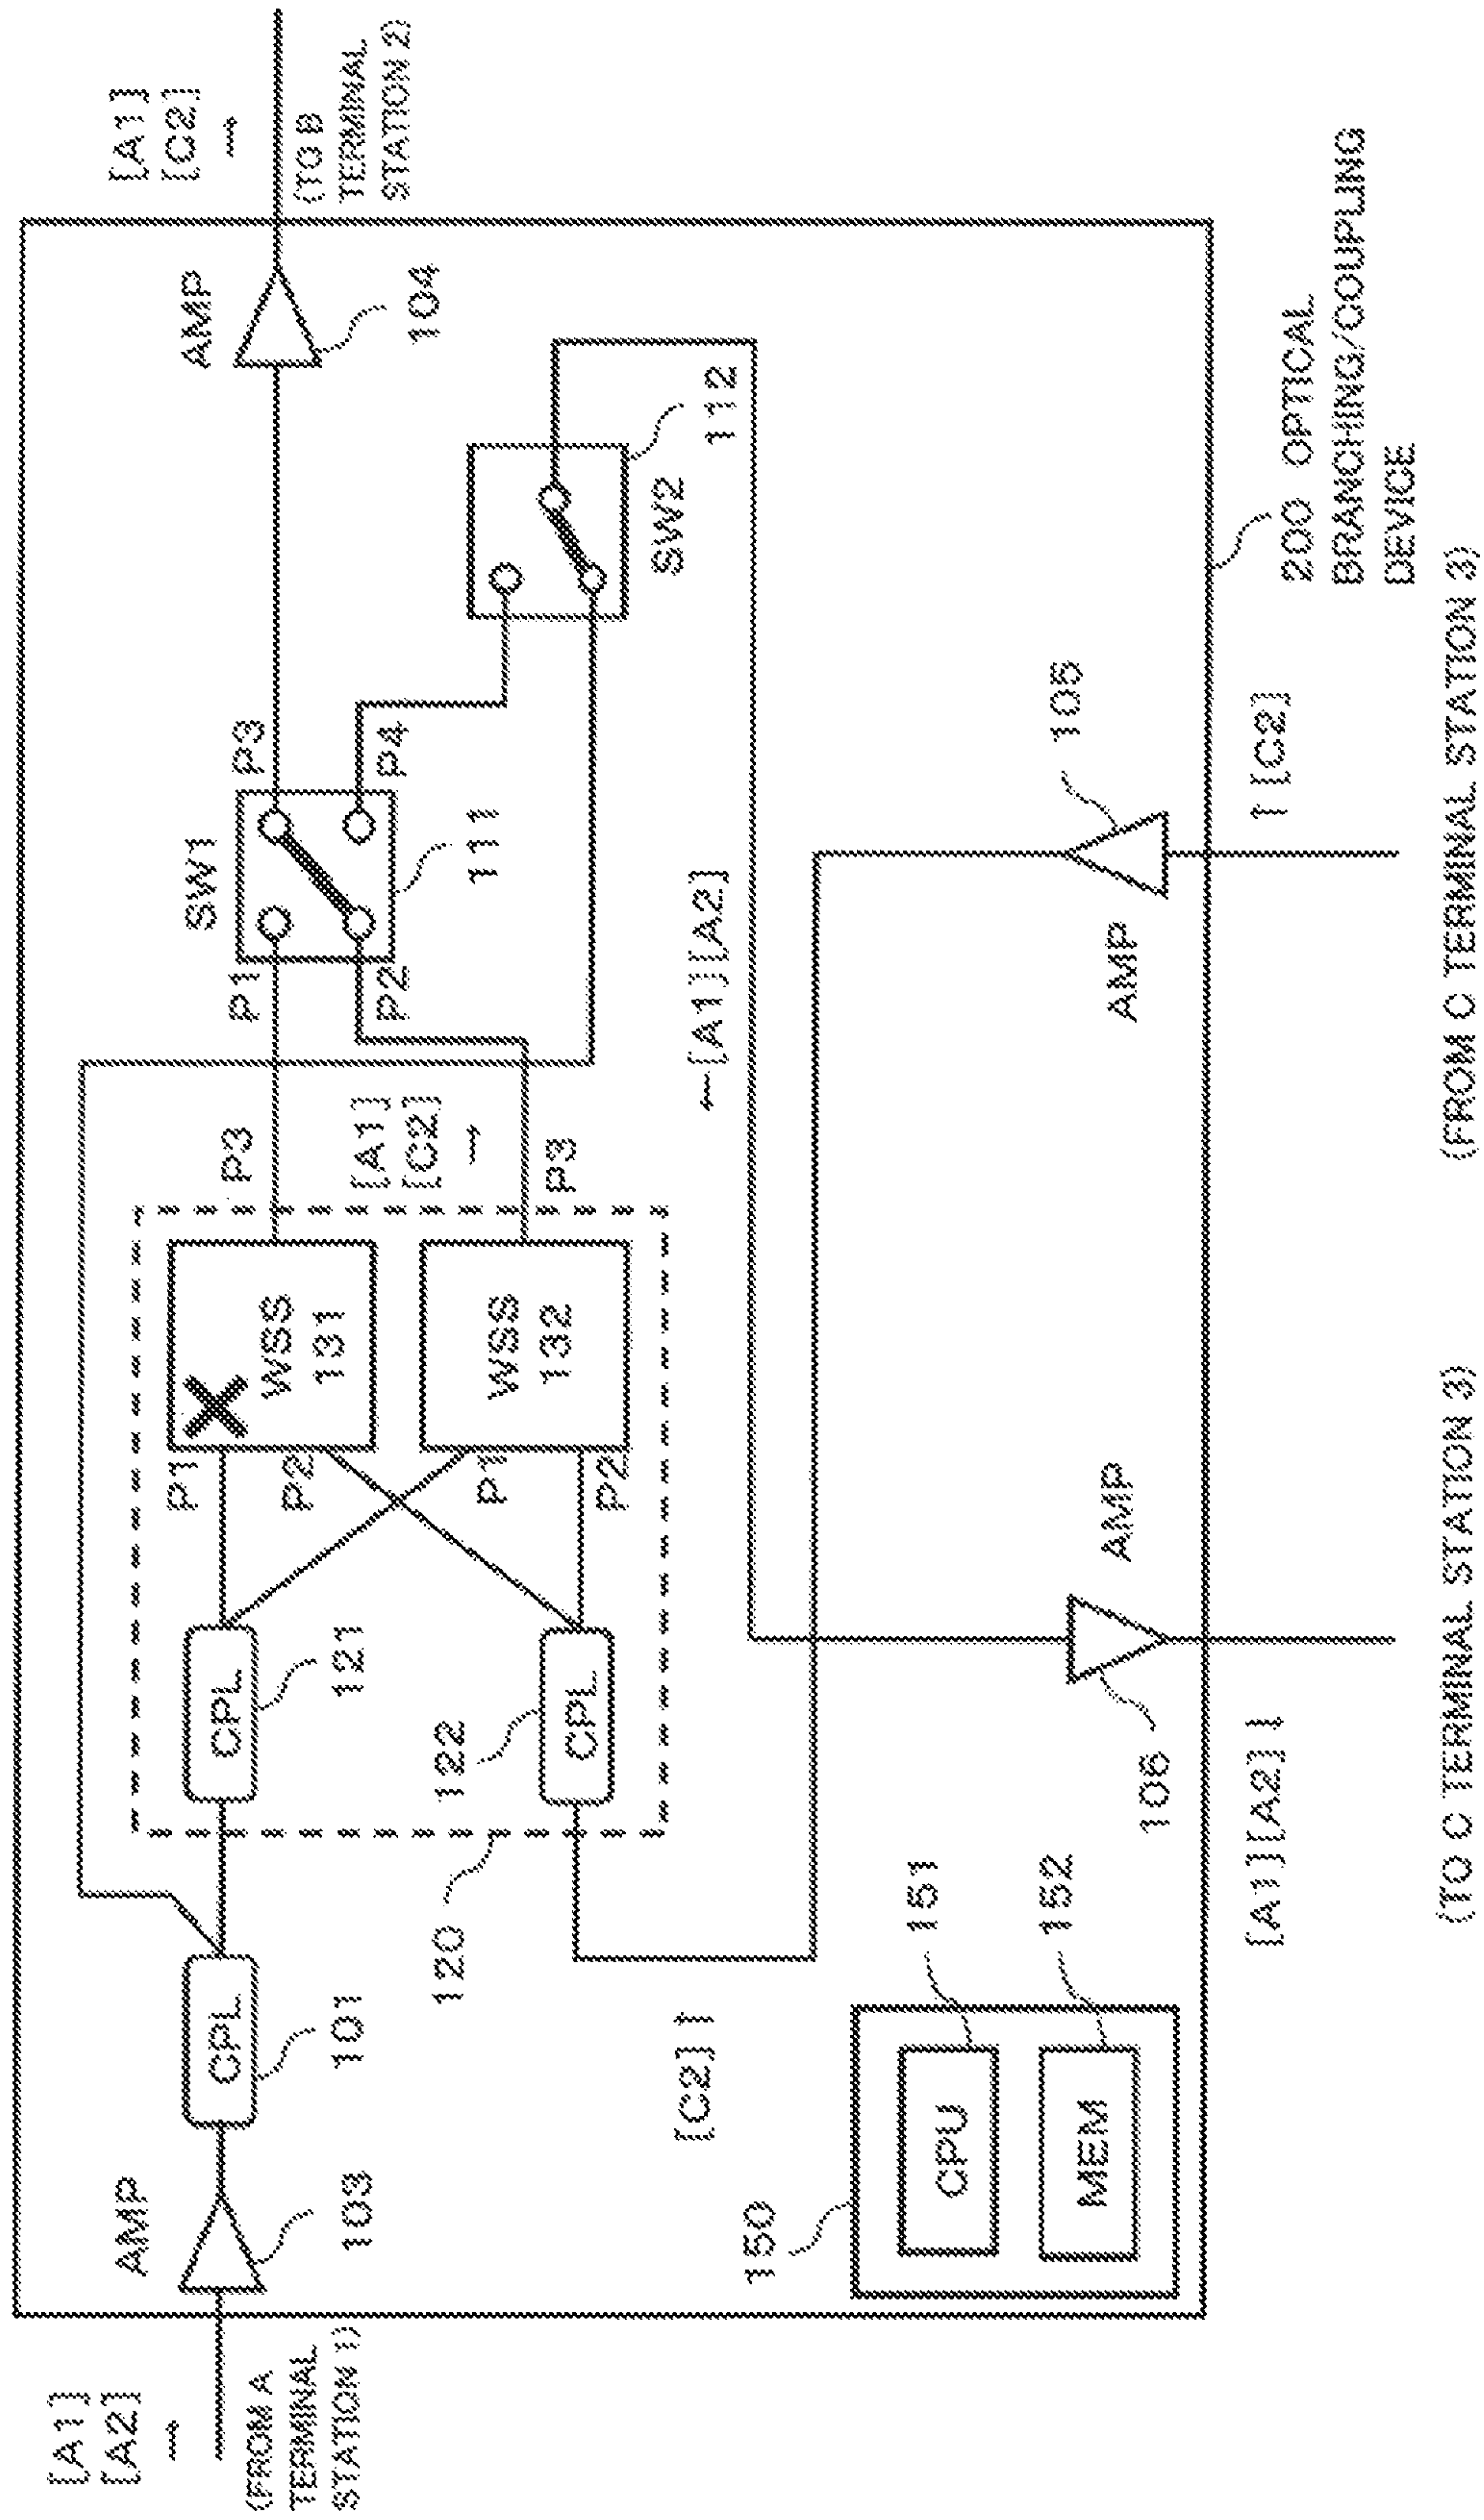 [A1]
[A2]
→
(FROM A
TERMINAL
STATION 1)
AMP
103
CPL
101
120
CPL
121
122
CPL
P1
P2
P1
P2
WSS
131
WSS
132
P3
[A1]
[C2]
→
P3
SW1
P1
P2
P3
P4
111
SW2
112
AMP
104
[A1]
[C2]
→
(TO B
TERMINAL
STATION 2)
←[A1][A2]
[C2]
150
CPU
151
MEM
152
AMP
106
[A1][A2]
(TO C TERMINAL STATION 3)
AMP
105
[C2]
(FROM C TERMINAL STATION 3)
200 OPTICAL
BRANCHING/COUPLING
DEVICE